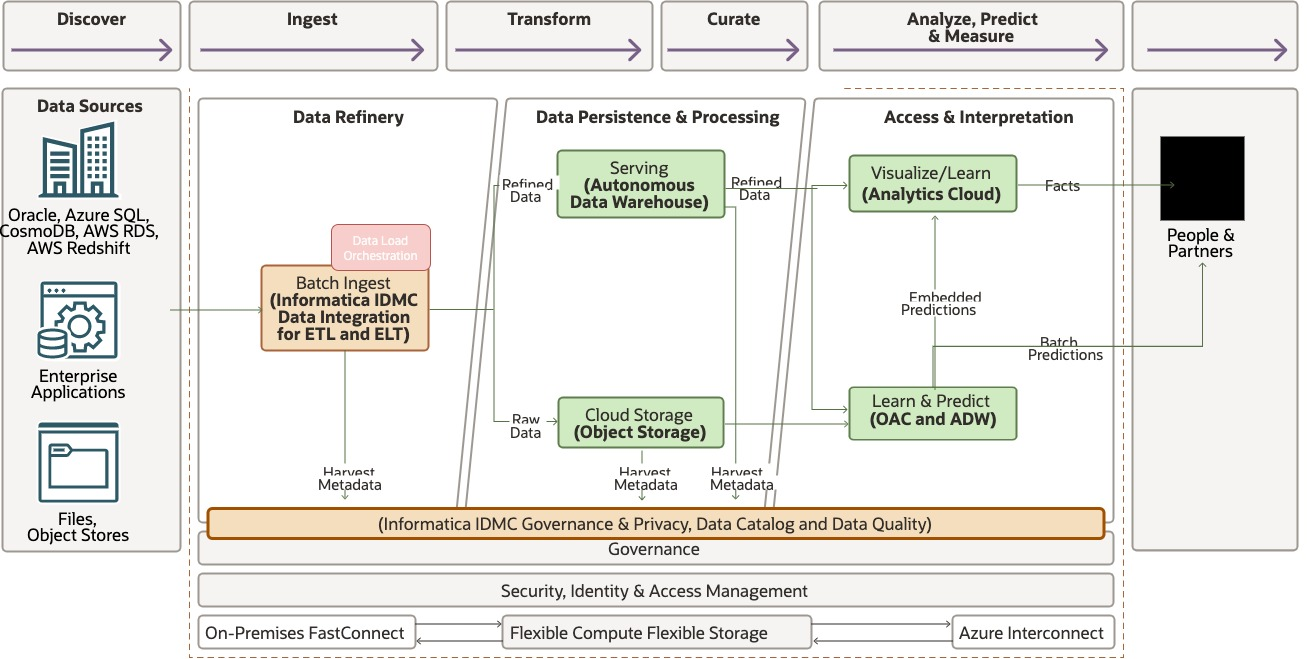 Discover
Ingest
Transform
Curate
Analyze, Predict
& Measure
Data Sources
Oracle, Azure SQL,
CosmoDB, AWS RDS,
AWS Redshift
Enterprise
Applications
Files,
Object Stores
Data Refinery
Data Load
Orchestration
Batch Ingest
(Informatica IDMC
Data Integration
for ETL and ELT)
Harvest
Metadata
Data Persistence & Processing
Refined
Data
Serving
(Autonomous
Data Warehouse)
Refined
Data
Raw
Data
Cloud Storage
(Object Storage)
Harvest
Metadata
Harvest
Metadata
Access & Interpretation
Visualize/Learn
(Analytics Cloud)
Facts
Embedded
Predictions
Batch
Predictions
Learn & Predict
(OAC and ADW)
People &
Partners
(Informatica IDMC Governance & Privacy, Data Catalog and Data Quality)
Governance
Security, Identity & Access Management
On-Premises FastConnect
Flexible Compute Flexible Storage
Azure Interconnect